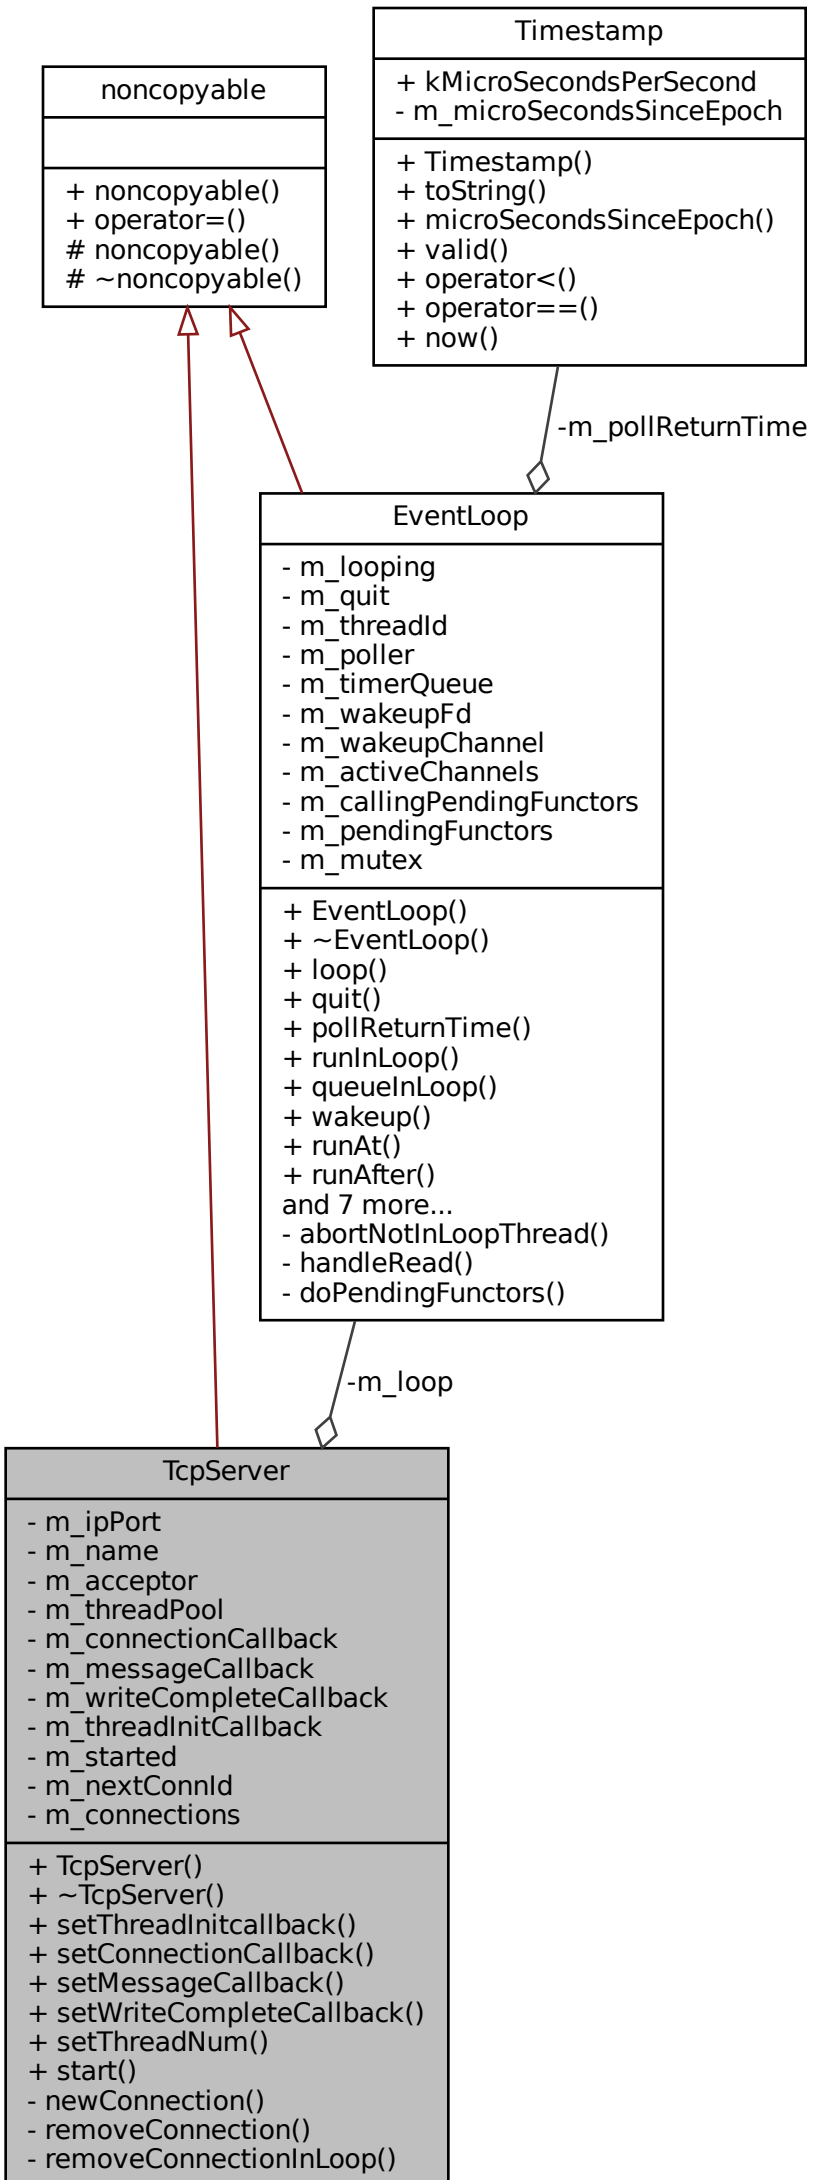 Timestamp
+ kMicroSecondsPerSecond
- m_microSecondsSinceEpoch
+ Timestamp()
+ toString()
+ microSecondsSinceEpoch()
+ valid()
+ operator<()
+ operator==()
+ now()
noncopyable
+ noncopyable()
+ operator=()
# noncopyable()
# ~noncopyable()
-m_pollReturnTime
EventLoop
- m_looping
- m_quit
- m_threadId
- m_poller
- m_timerQueue
- m_wakeupFd
- m_wakeupChannel
- m_activeChannels
- m_callingPendingFunctors
- m_pendingFunctors
- m_mutex
+ EventLoop()
+ ~EventLoop()
+ loop()
+ quit()
+ pollReturnTime()
+ runInLoop()
+ queueInLoop()
+ wakeup()
+ runAt()
+ runAfter()
and 7 more...
- abortNotInLoopThread()
- handleRead()
- doPendingFunctors()
-m_loop
TcpServer
- m_ipPort
- m_name
- m_acceptor
- m_threadPool
- m_connectionCallback
- m_messageCallback
- m_writeCompleteCallback
- m_threadInitCallback
- m_started
- m_nextConnId
- m_connections
+ TcpServer()
+ ~TcpServer()
+ setThreadInitcallback()
+ setConnectionCallback()
+ setMessageCallback()
+ setWriteCompleteCallback()
+ setThreadNum()
+ start()
- newConnection()
- removeConnection()
- removeConnectionInLoop()